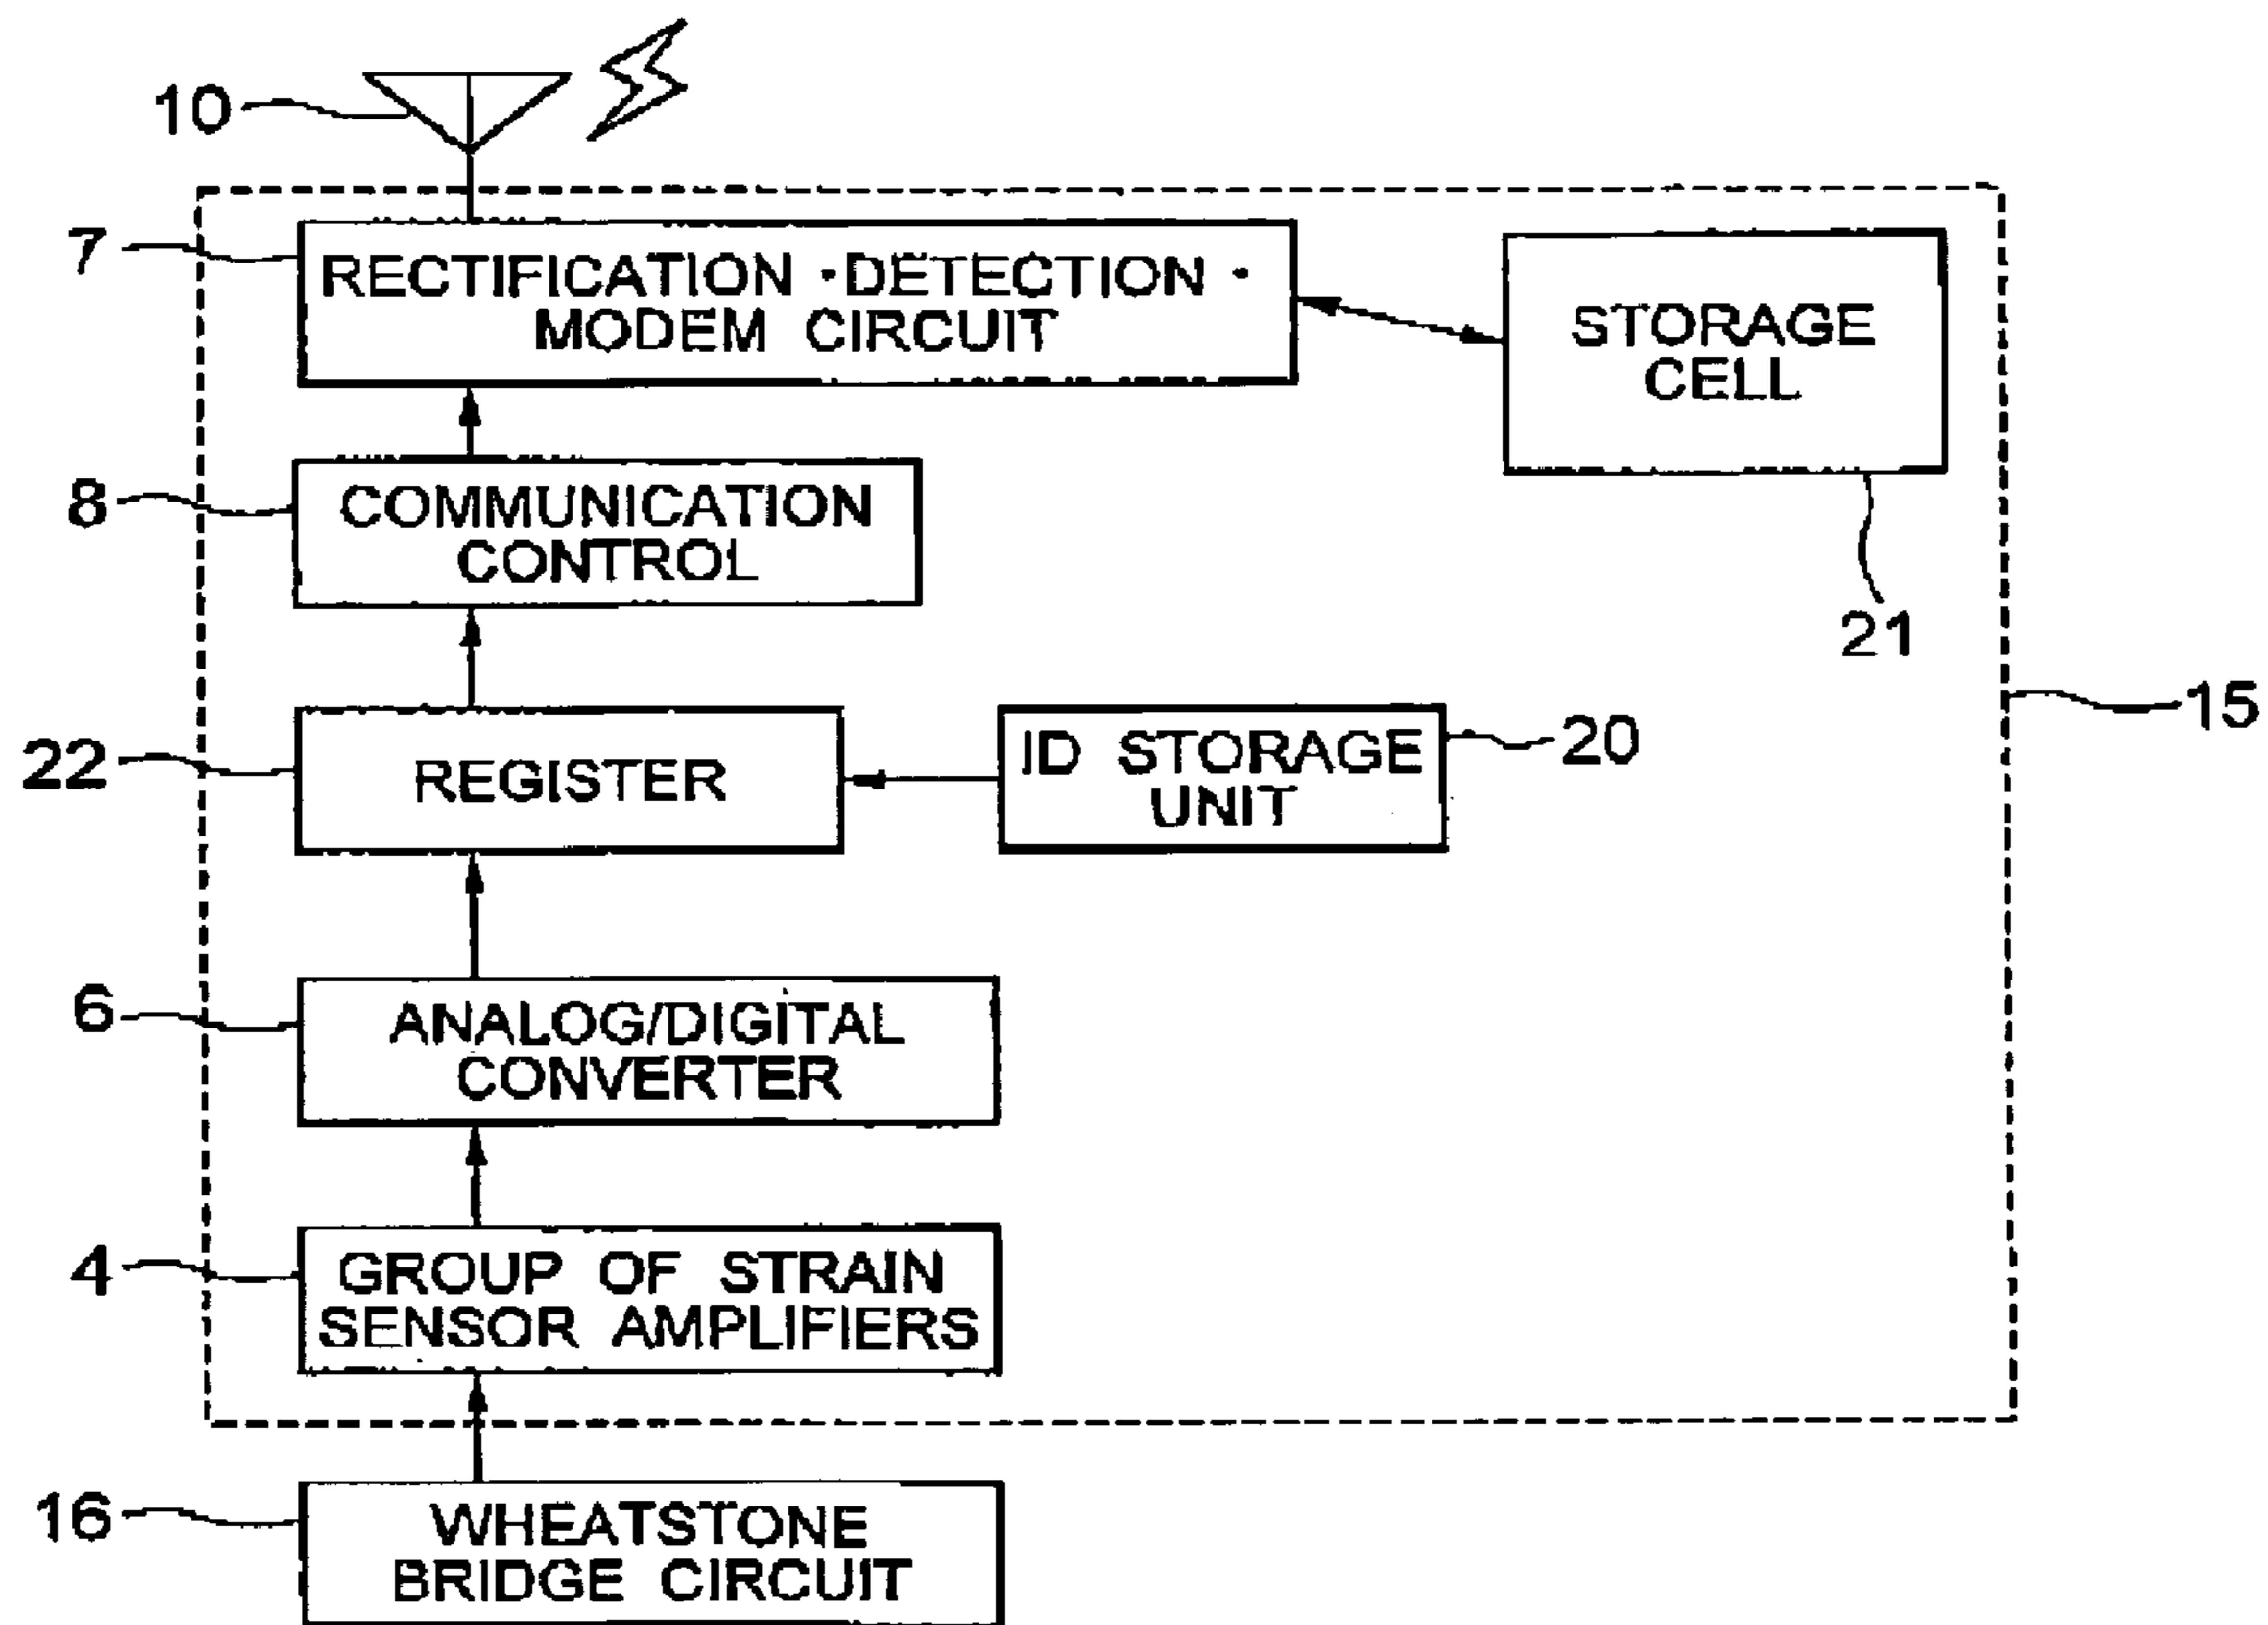 10
7
RECTIFICATION ·DETECTION ·
MODEM CIRCUIT
STORAGE
CELL
21
8
COMMUNICATION
CONTROL
15
22
REGISTER
ID STORAGE
UNIT
20
6
ANALOG/DIGITAL
CONVERTER
4
GROUP OF STRAIN
SENSOR AMPLIFIERS
16
WHEATSTONE
BRIDGE CIRCUIT